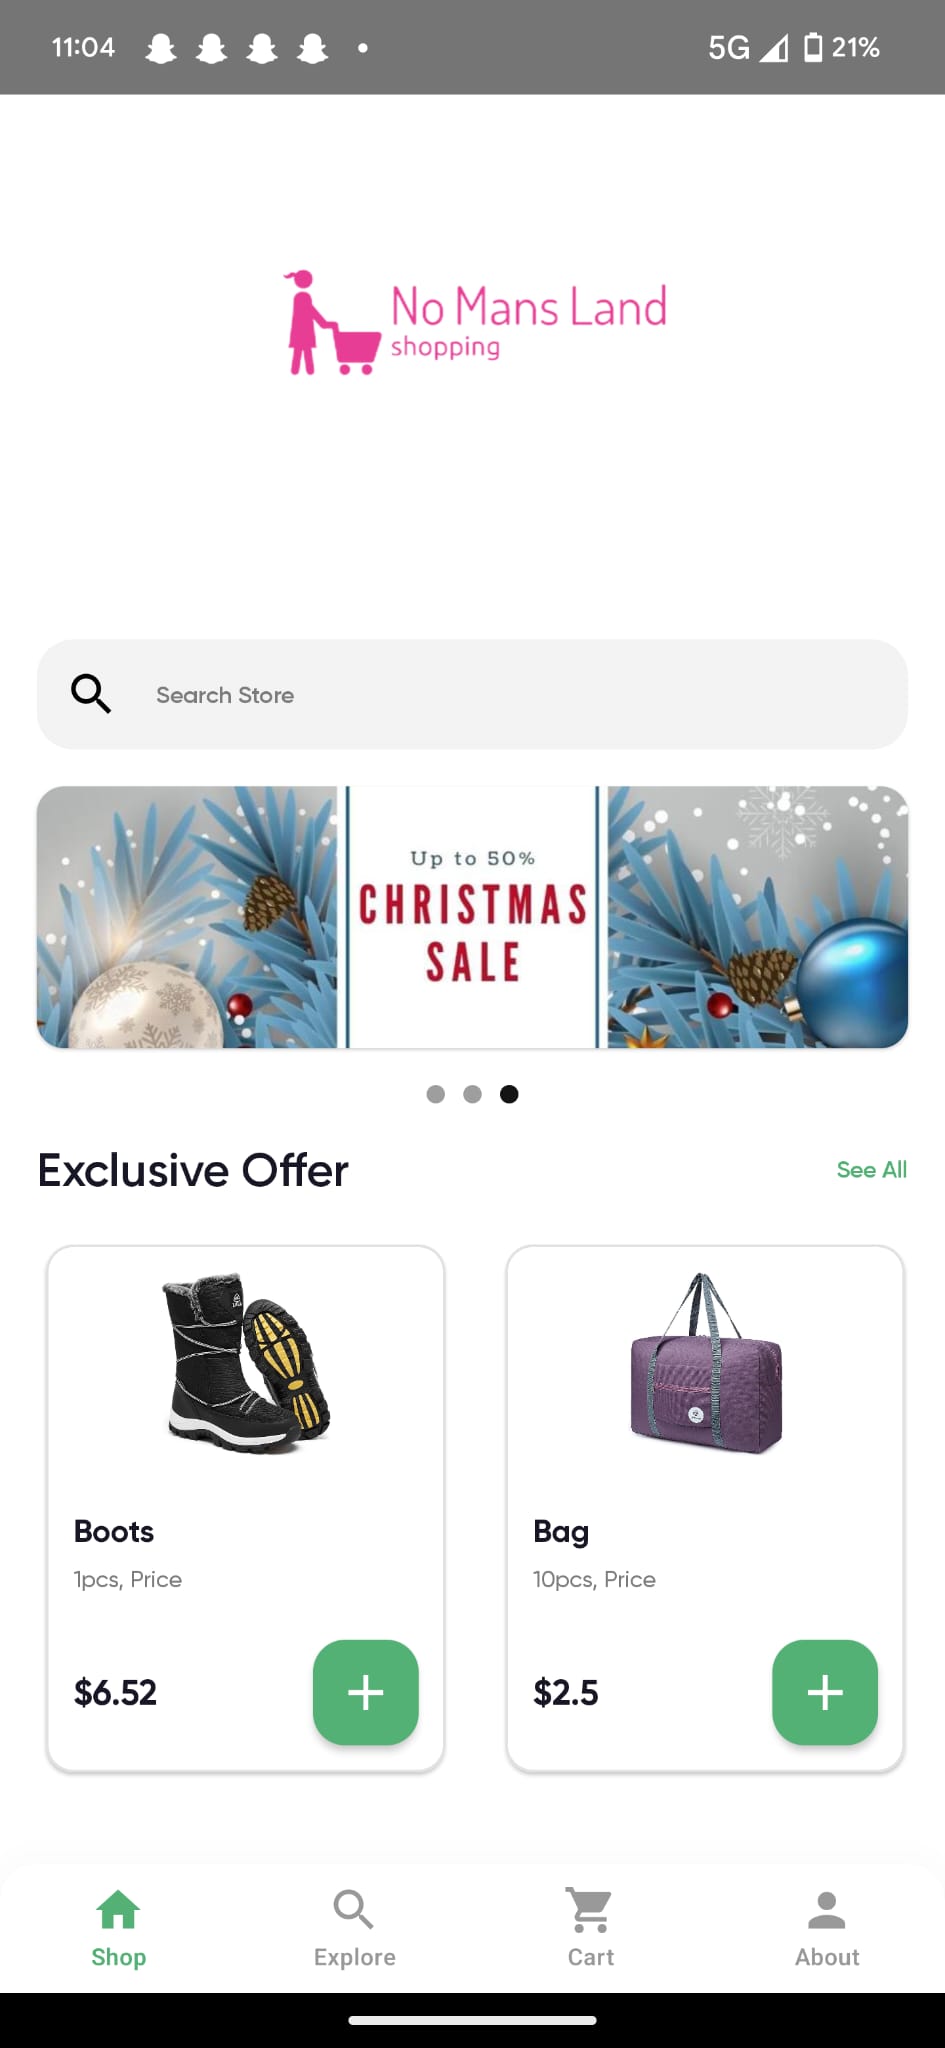 11:04
5G 21%
No Mans Land
shopping
Search Store
Up to 50%
CHRISTMAS
SALE
Exclusive Offer
See All
Boots
1pcs, Price
$6.52
Bag
10pcs, Price
$2.5
Shop
Explore
Cart
About